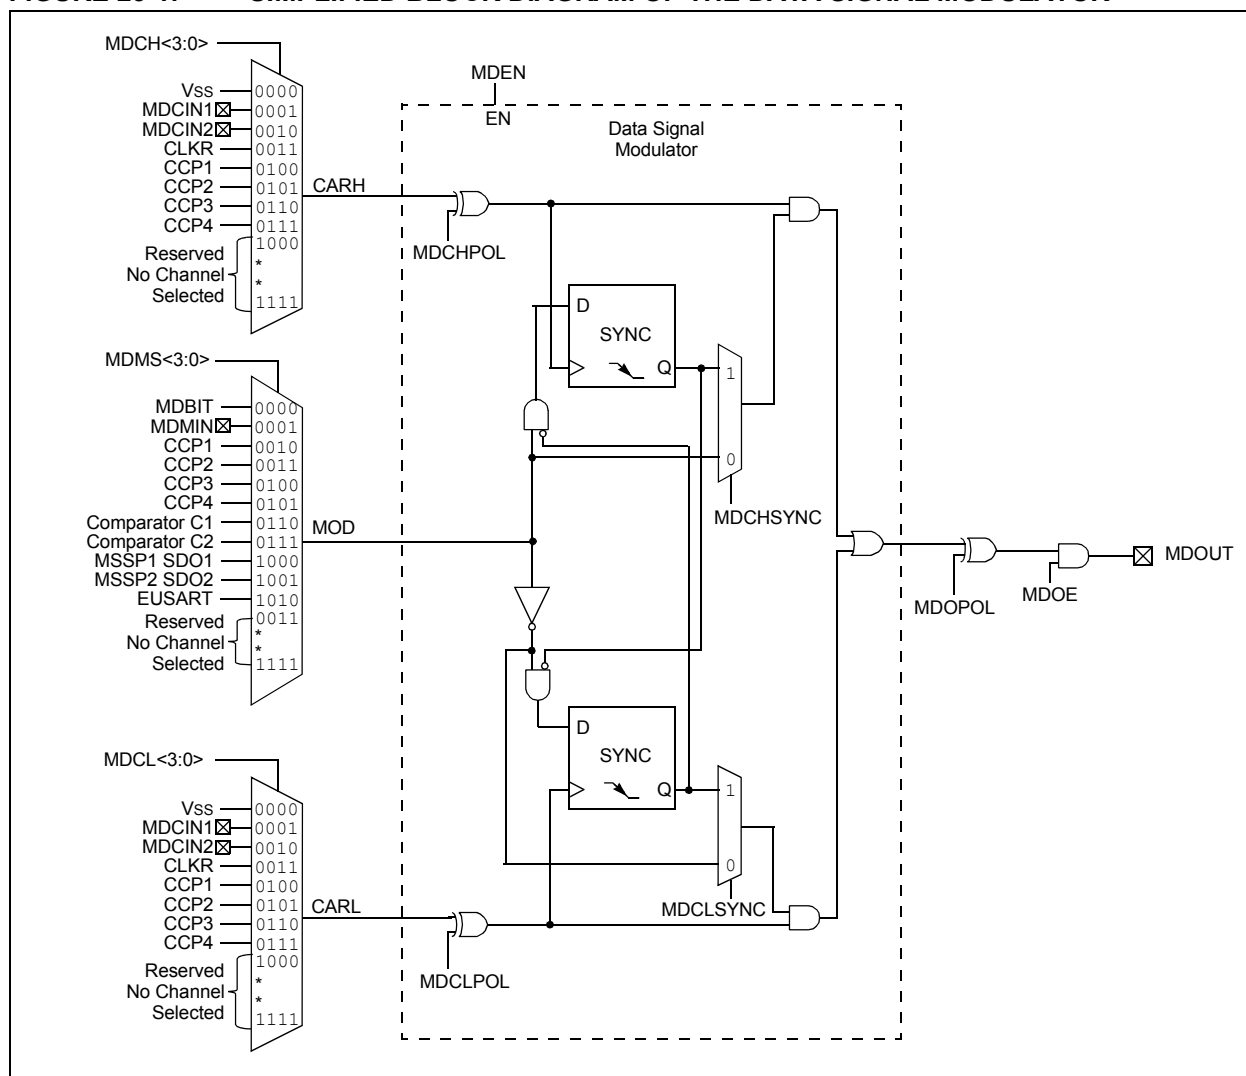 MDCH<3:0>
VSS 0000
MDCIN1 0001
MDCIN2 0010
CLKR 0011
CCP1 0100
CCP2 0101
CCP3 0110
CCP4 0111
1000
Reserved
*
No Channel
*
Selected
1111
CARH
MDEN
EN
Data Signal
Modulator
MDCHPOL
D
SYNC
Q
1
0
MDCHSYNC
MDMS<3:0>
MDBIT 0000
MDMIN 0001
CCP1 0010
CCP2 0011
CCP3 0100
CCP4 0101
Comparator C1 0110
Comparator C2 0111
MSSP1 SDO1 1000
MSSP2 SDO2 1001
EUSART 1010
0011
Reserved
*
No Channel
*
Selected
1111
MOD
MDOPOL
MDOE
MDOUT
D
SYNC
Q
1
0
MDCLSYNC
MDCL<3:0>
VSS 0000
MDCIN1 0001
MDCIN2 0010
CLKR 0011
CCP1 0100
CCP2 0101
CCP3 0110
CCP4 0111
1000
Reserved
*
No Channel
*
Selected
1111
CARL
MDCLPOL